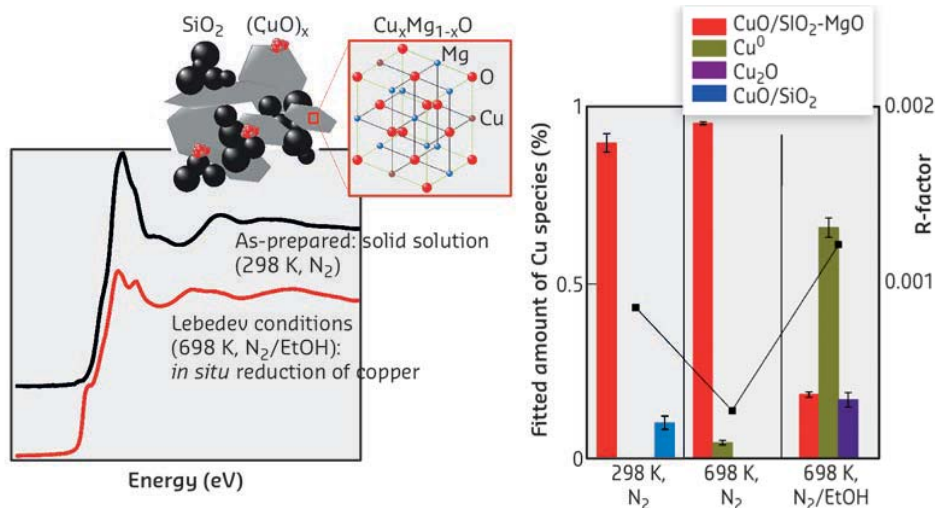 SiO2
(CuO)x
CuxMg1-xO
Mg
O
Cu
As-prepared: solid solution
(298 K, N2)
Lebedev conditions
(698 K, N2/EtOH):
in situ reduction of copper
Energy (eV)
CuO/SIO2-MgO
Cu0
Cu2O
CuO/SiO2
Fitted amount of Cu species (%)
1
0.5
0
0.002
0.001
0
R-factor
298 K,
N2
698 K,
N2
698 K,
N2/EtOH